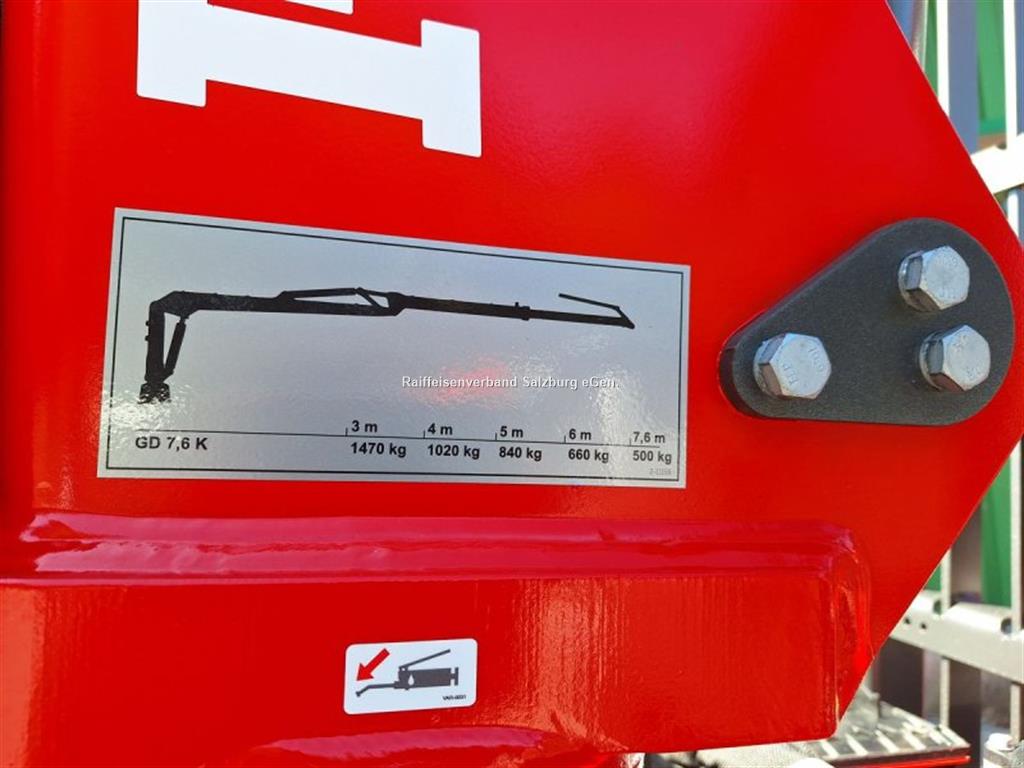 Raiffeisenverband Salzburg eGen.
3 m 4 m 5 m 6 m 7,6 m
GD 7,6 K 1470 kg 1020 kg 840 kg 660 kg 500 kg